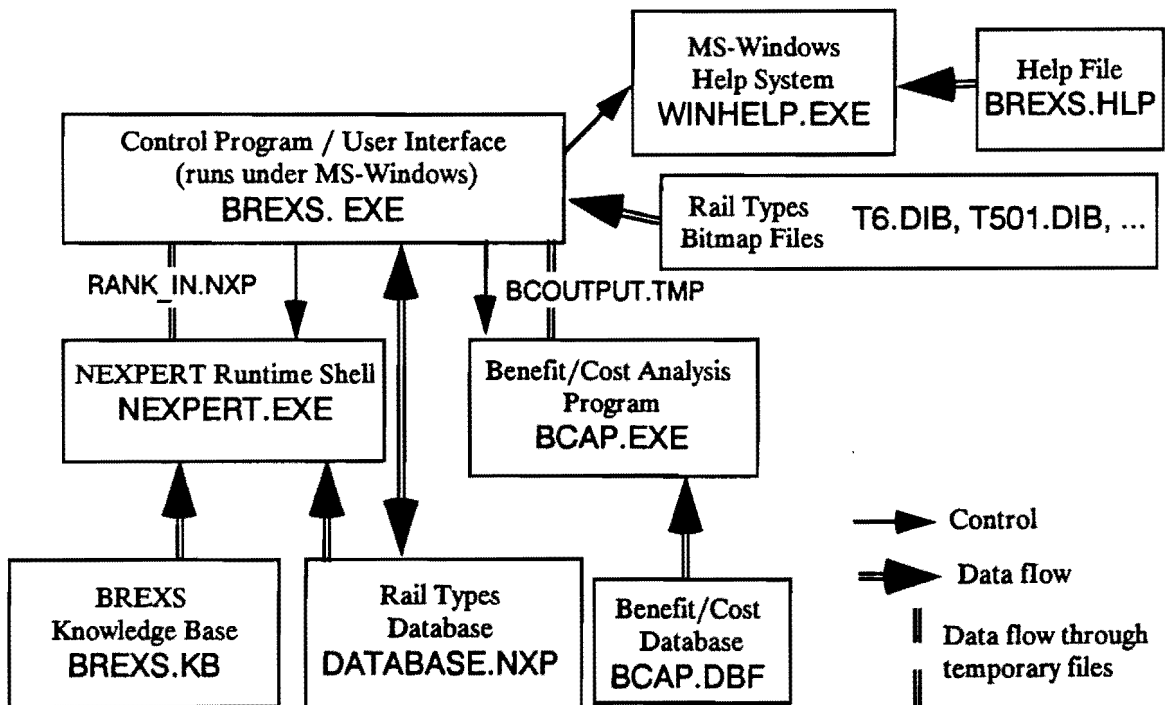 MS-Windows
Help System
WINHELP.EXE
Help File
BREXS.HLP
Control Program / User Interface
(runs under MS-Windows)
BREXS. EXE
Rail Types
Bitmap Files
T6.DIB, T501.DIB, ...
RANK_IN.NXP
BCOUTPUT.TMP
NEXPERT Runtime Shell
NEXPERT.EXE
Benefit/Cost Analysis
Program
BCAP.EXE
BREXS
Knowledge Base
BREXS.KB
Rail Types
Database
DATABASE.NXP
Benefit/Cost
Database
BCAP.DBF
Control
Data flow
Data flow through
temporary files